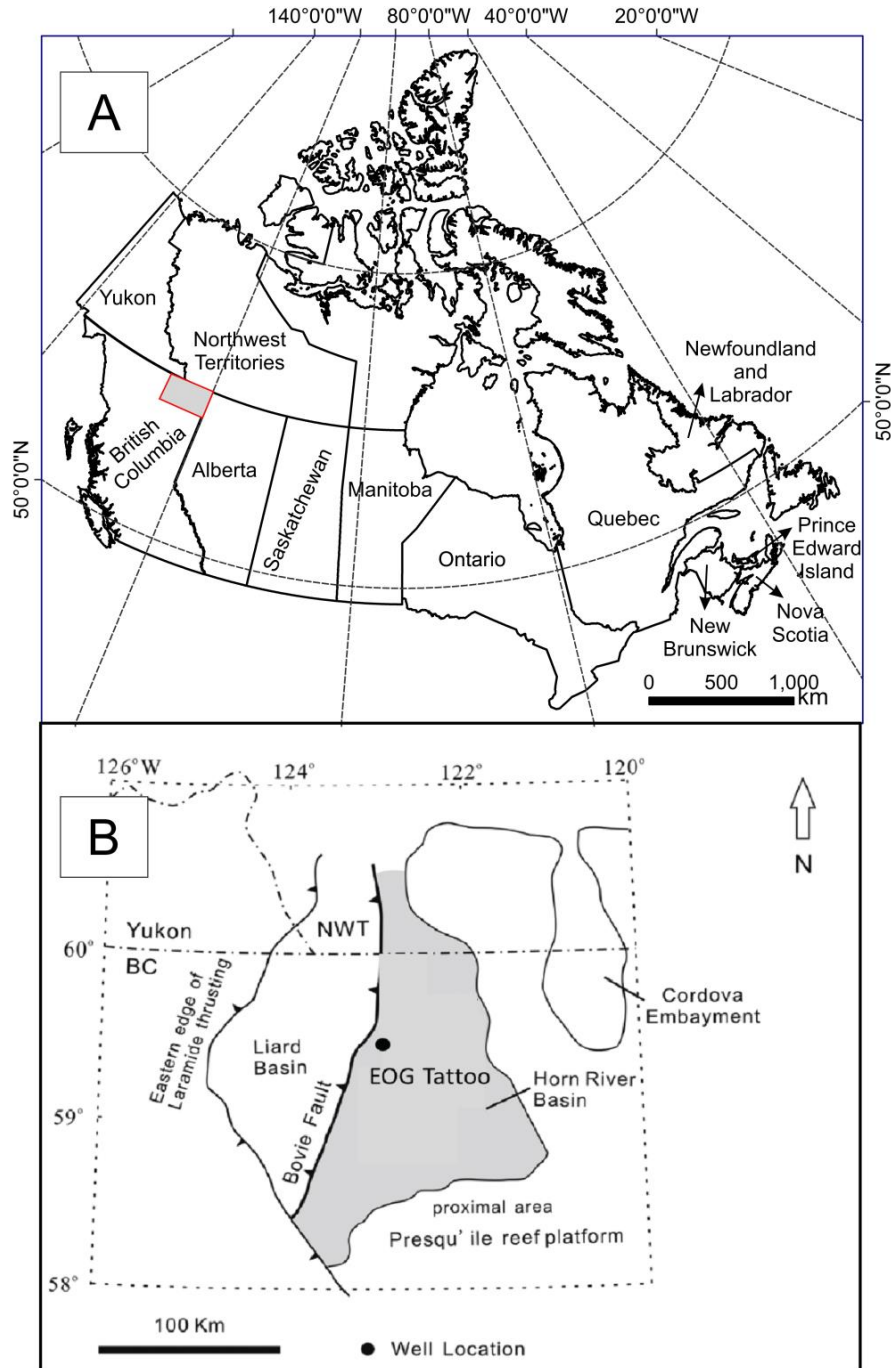 140°0'0"W
80°0'0"W
40°0'0"W
20°0'0"W
A
Yukon
Northwest
Territories
Newfoundland
and
Labrador
50°0'0"N
British
Columbia
Alberta
Saskatchewan
Manitoba
50°0'0"N
Ontario
Quebec
Prince
Edward
Island
Nova
Scotia
New
Brunswick
0 500 1,000
km
126°W
124°
122°
120°
B
N
Yukon
NWT
60°
BC
Eastern edge of
Laramide thrusting
Cordova
Embayment
Liard
Basin
EOG Tattoo
Horn River
Basin
59°
Bovie Fault
proximal area
Presqu' ile reef platform
58°
100 Km
Well Location